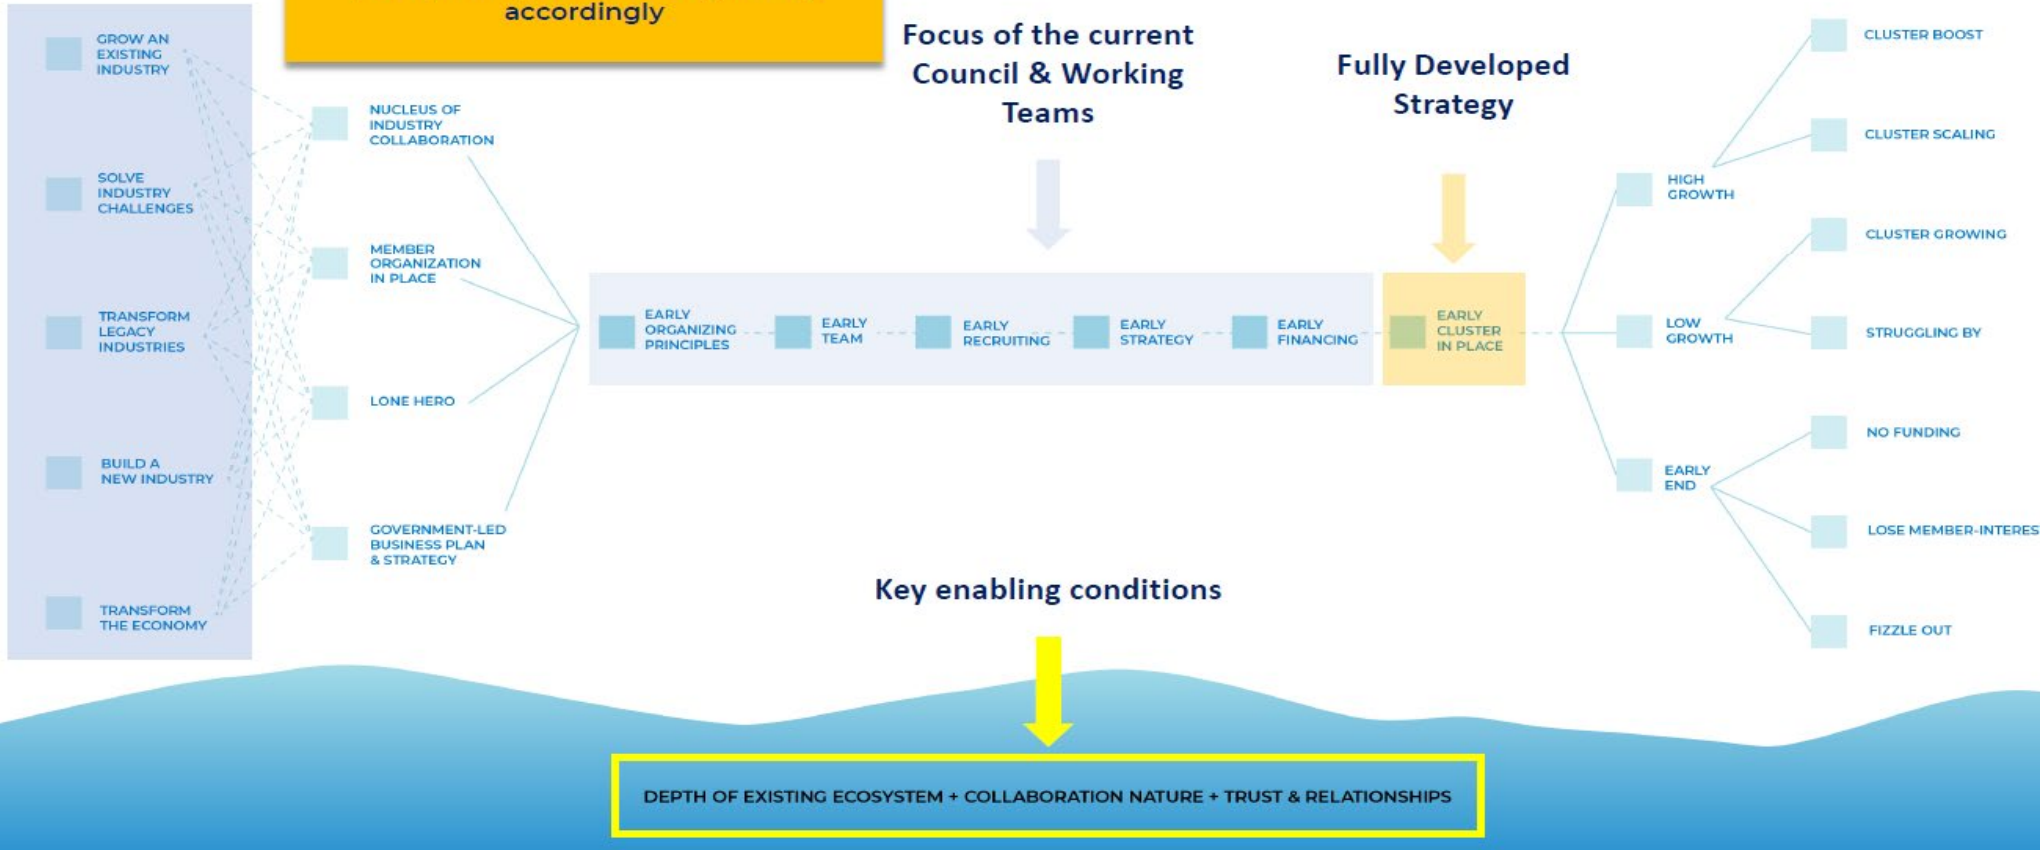 accordingly
GROW AN
EXISTING
INDUSTRY
SOLVE
INDUSTRY
CHALLENGES
TRANSFORM
LEGACY
INDUSTRIES
BUILD A
NEW INDUSTRY
TRANSFORM
THE ECONOMY
NUCLEUS OF
INDUSTRY
COLLABORATION
MEMBER
ORGANIZATION
IN PLACE
LONE HERO
GOVERNMENT-LED
BUSINESS PLAN
& STRATEGY
Focus of the current
Council & Working
Teams
EARLY
ORGANIZING
PRINCIPLES
EARLY
TEAM
EARLY
RECRUITING
EARLY
STRATEGY
EARLY
FINANCING
Fully Developed
Strategy
EARLY
CLUSTER
IN PLACE
HIGH
GROWTH
LOW
GROWTH
EARLY
END
CLUSTER BOOST
CLUSTER SCALING
CLUSTER GROWING
STRUGGLING BY
NO FUNDING
LOSE MEMBER-INTERES
FIZZLE OUT
Key enabling conditions
DEPTH OF EXISTING ECOSYSTEM + COLLABORATION NATURE + TRUST & RELATIONSHIPS